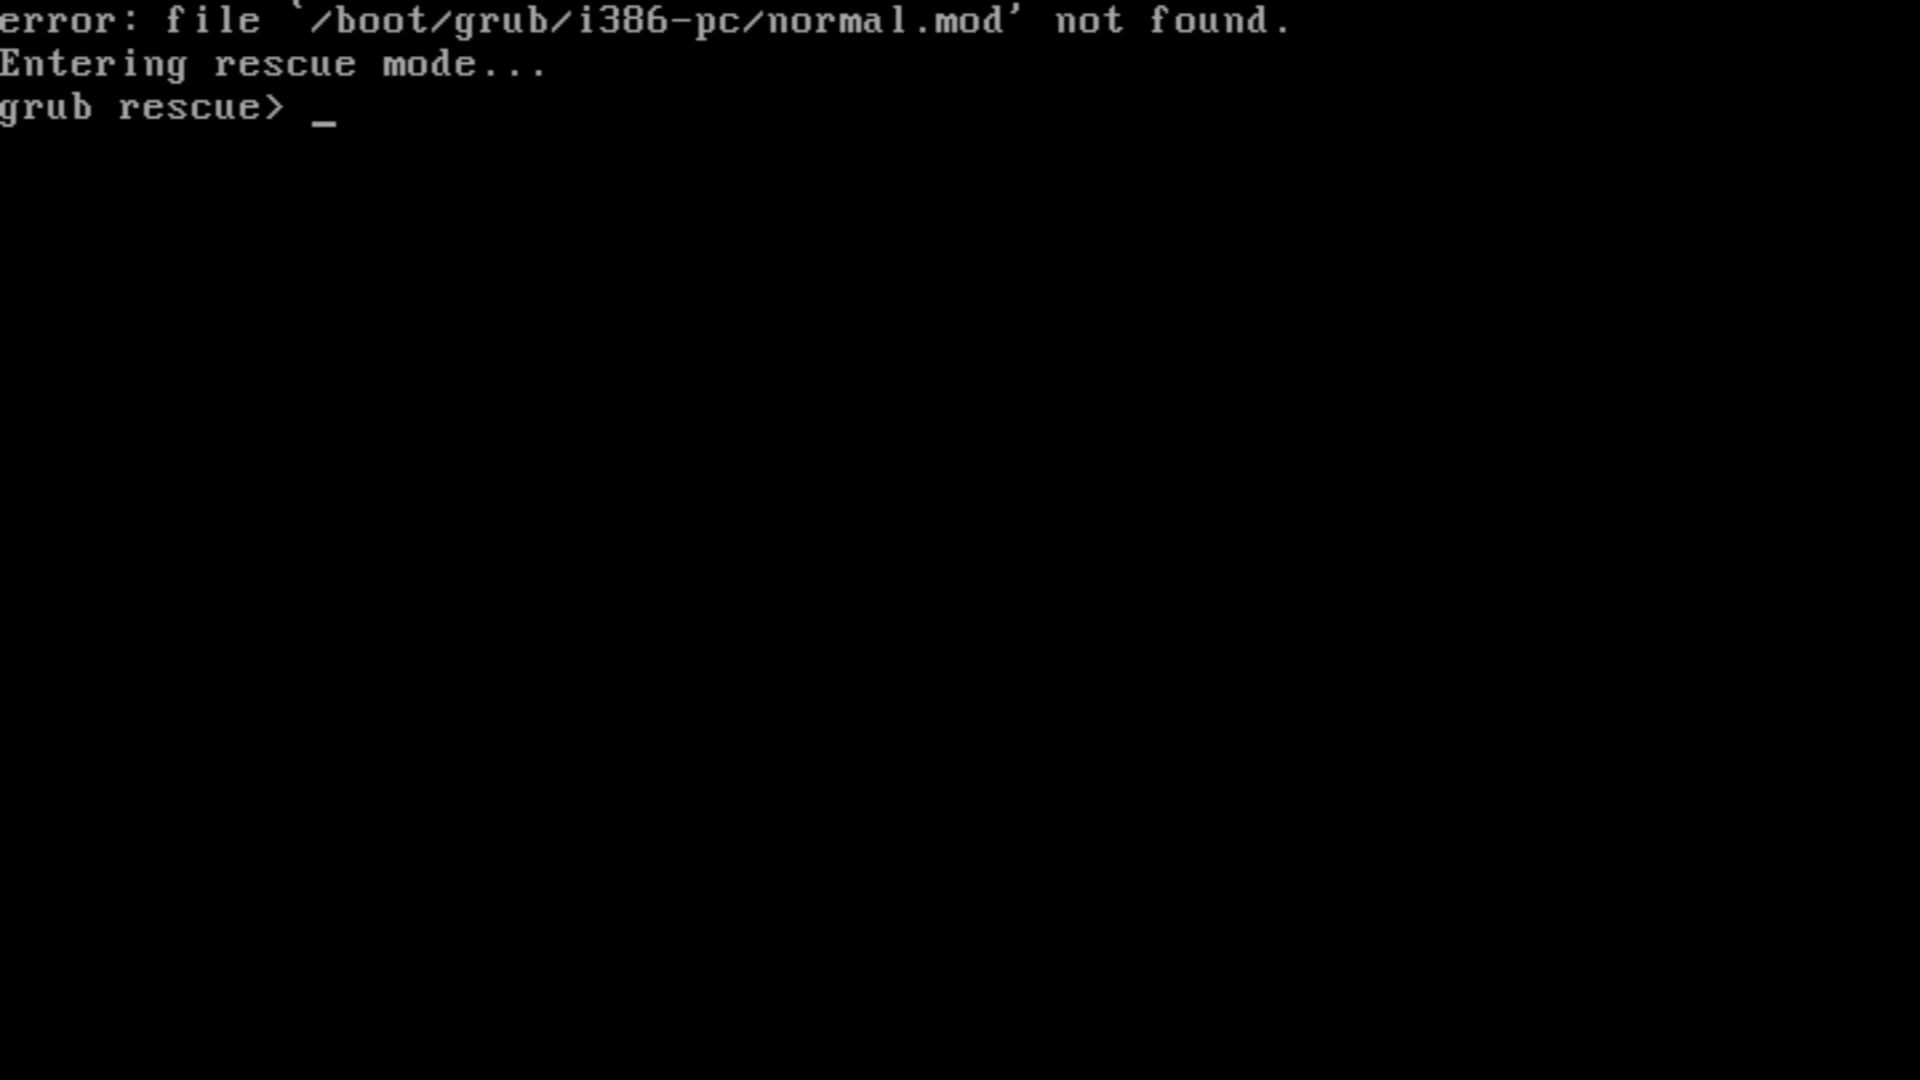 error: file `/boot/grub/i386-pc/normal.mod' not found.
Entering rescue mode...
grub rescue> _